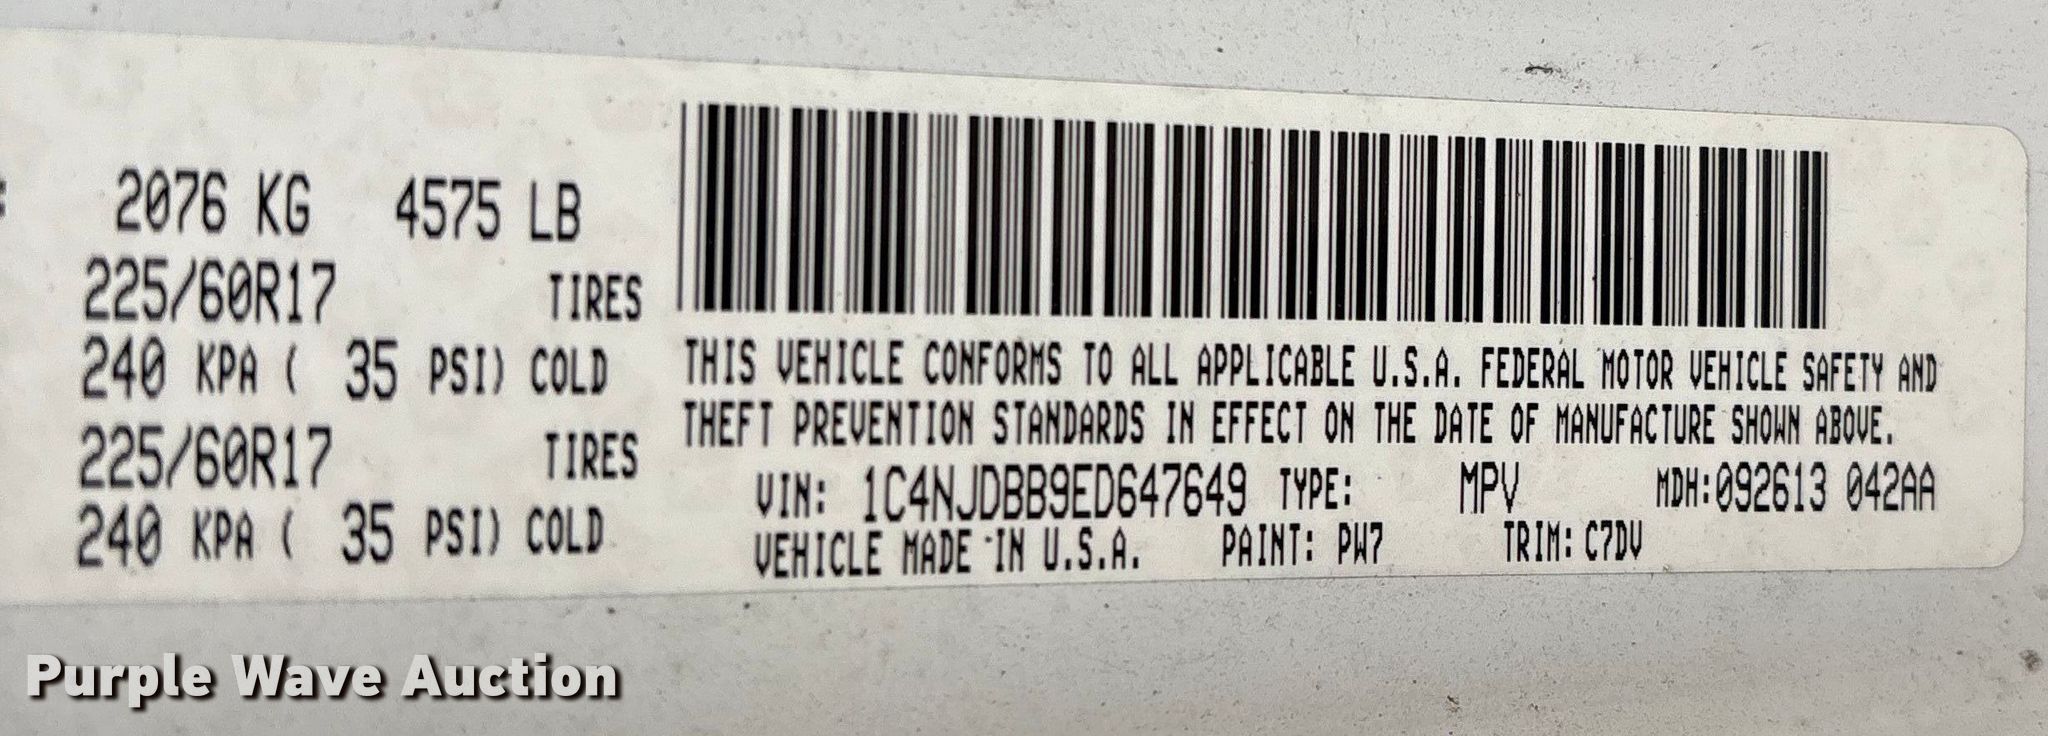 2076 KG 4575 LB
225/60R17 TIRES
240 KPA ( 35 PSI) COLD
225/60R17 TIRES
240 KPA ( 35 PSI) COLD
THIS VEHICLE CONFORMS TO ALL APPLICABLE U.S.A. FEDERAL MOTOR VEHICLE SAFETY AND
THEFT PREVENTION STANDARDS IN EFFECT ON THE DATE OF MANUFACTURE SHOWN ABOVE.
VIN: 1C4NJDBB9ED647649 TYPE: MPV MDH:092613 042AA
VEHICLE MADE IN U.S.A. PAINT: PW7 TRIM: C7DV
Purple Wave Auction